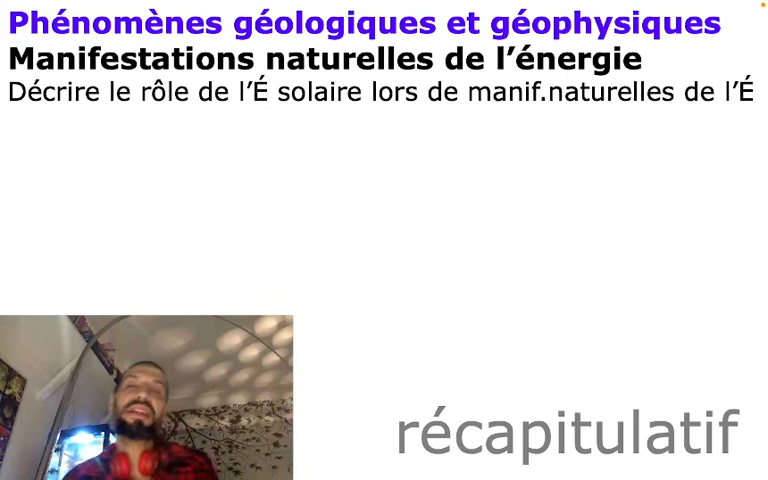 Phénomènes géologiques et géophysiques
Manifestations naturelles de l’énergie
Décrire le rôle de l’É solaire lors de manif.naturelles de l’É
récapitulatif